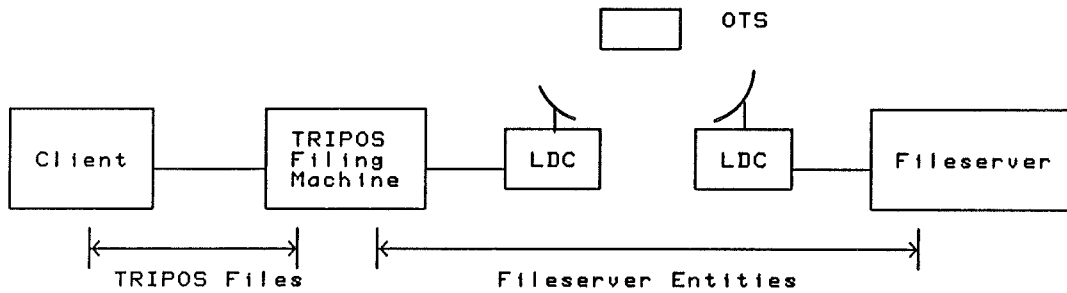 OTS
Client
TRIPOS
Filing
Machine
LDC
LDC
Fileserver
TRIPOS Files
Fileserver Entities